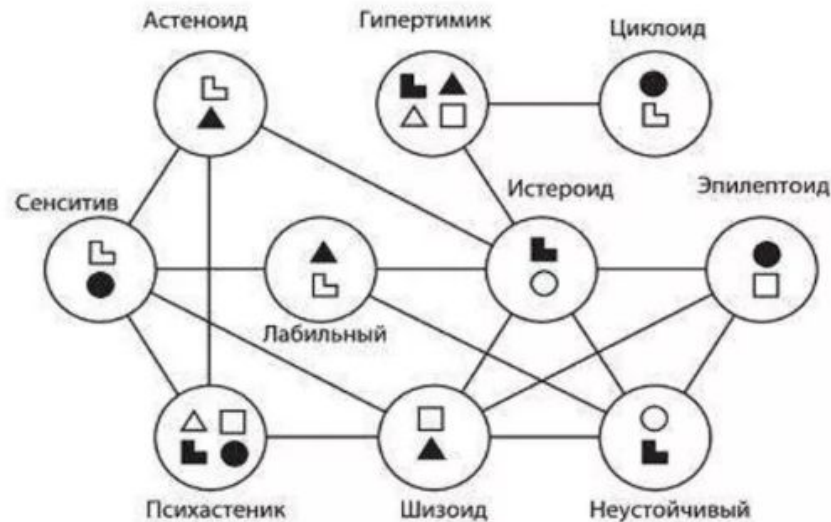 Астеноид
Гипертимик
Циклоид
Сенситив
Истероид
Эпилептоид
Лабильный
Психастеник
Шизоид
Неустойчивый